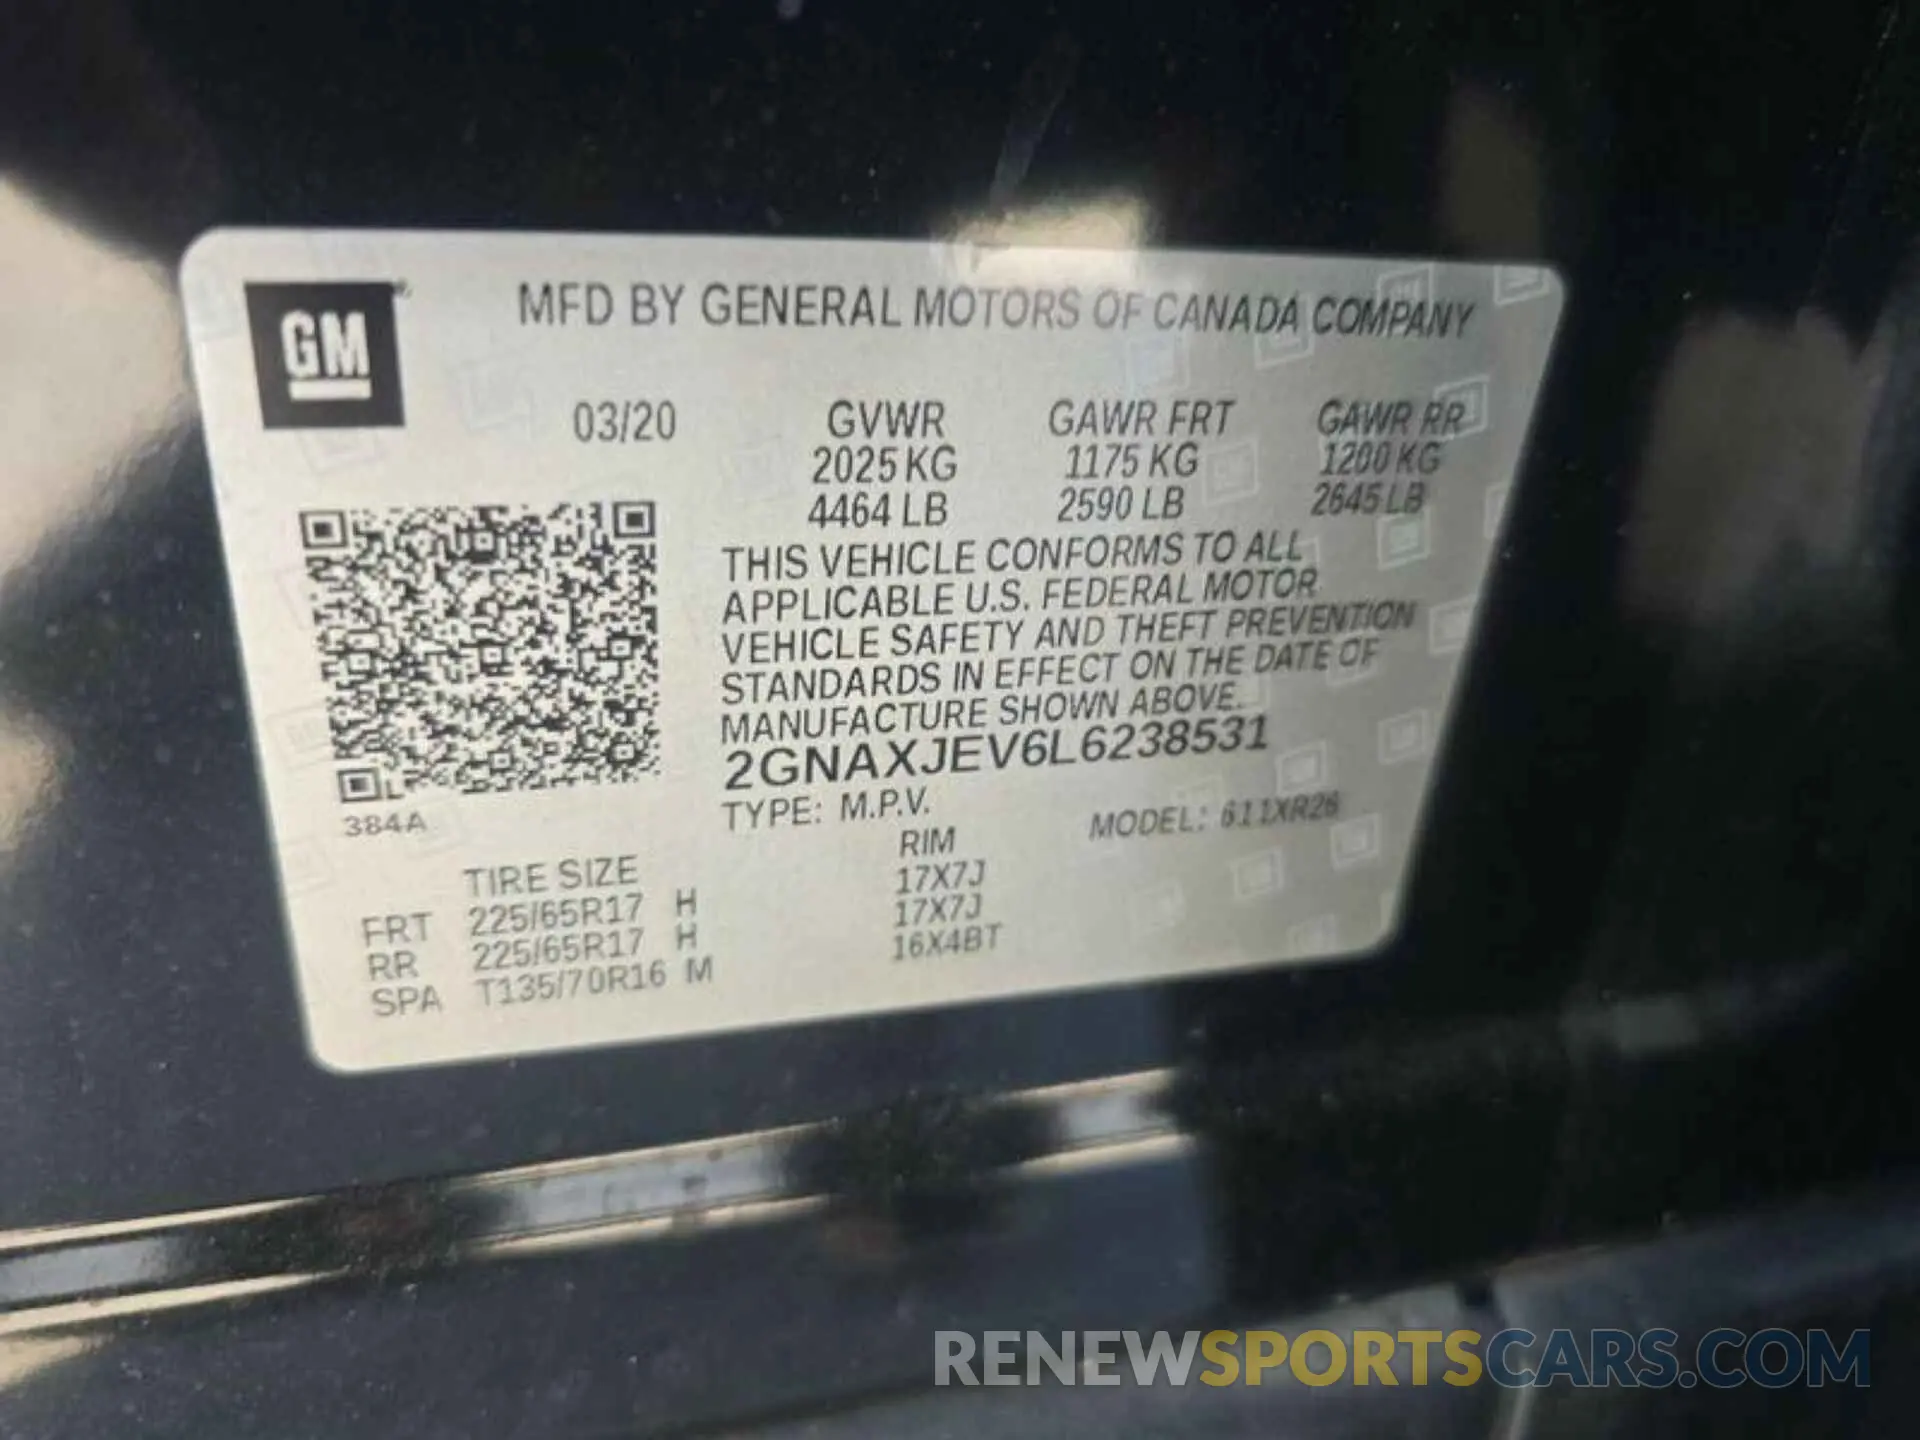 GM
MFD BY GENERAL MOTORS OF CANADA COMPANY
03/20 GVWR GAWR FRT GAWR RR
2025 KG 1175 KG 1200 KG
4464 LB 2590 LB 2645 LB
THIS VEHICLE CONFORMS TO ALL
APPLICABLE U.S. FEDERAL MOTOR
VEHICLE SAFETY AND THEFT PREVENTION
STANDARDS IN EFFECT ON THE DATE OF
MANUFACTURE SHOWN ABOVE.
2GNAXJEV6L6238531
384A
TYPE: M.P.V. MODEL: 611XR26
TIRE SIZE RIM
FRT 225/65R17 H 17X7J
RR 225/65R17 H 17X7J
SPA T135/70R16 M 16X4BT
RENEWSPORTSCARS.COM